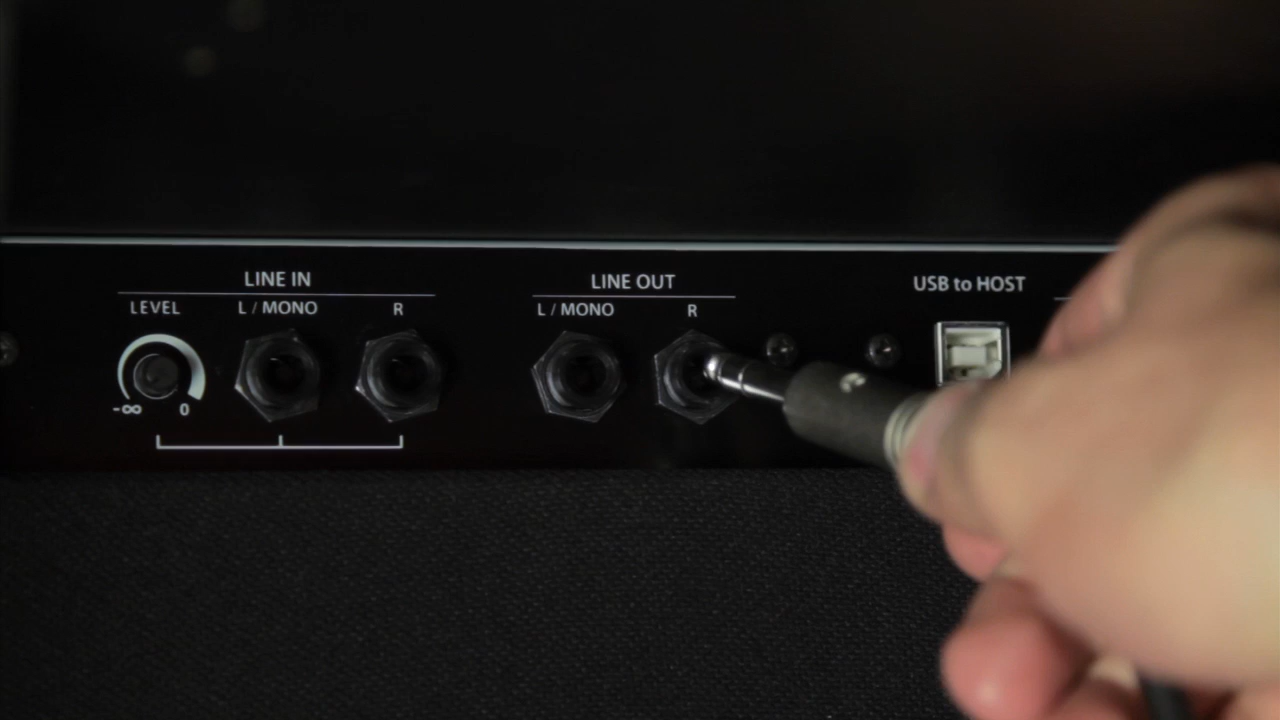 LINE IN
LEVEL L / MONO R
-∞ 0
LINE OUT
L / MONO R
USB to HOST